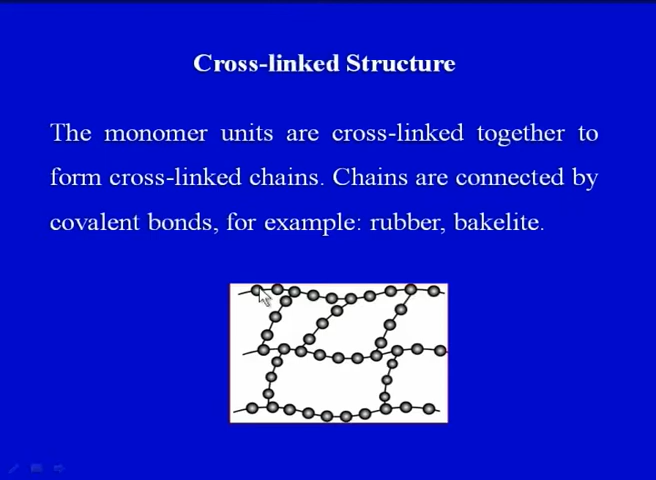 Cross-linked Structure
The monomer units are cross-linked together to
form cross-linked chains. Chains are connected by
covalent bonds, for example: rubber, bakelite.